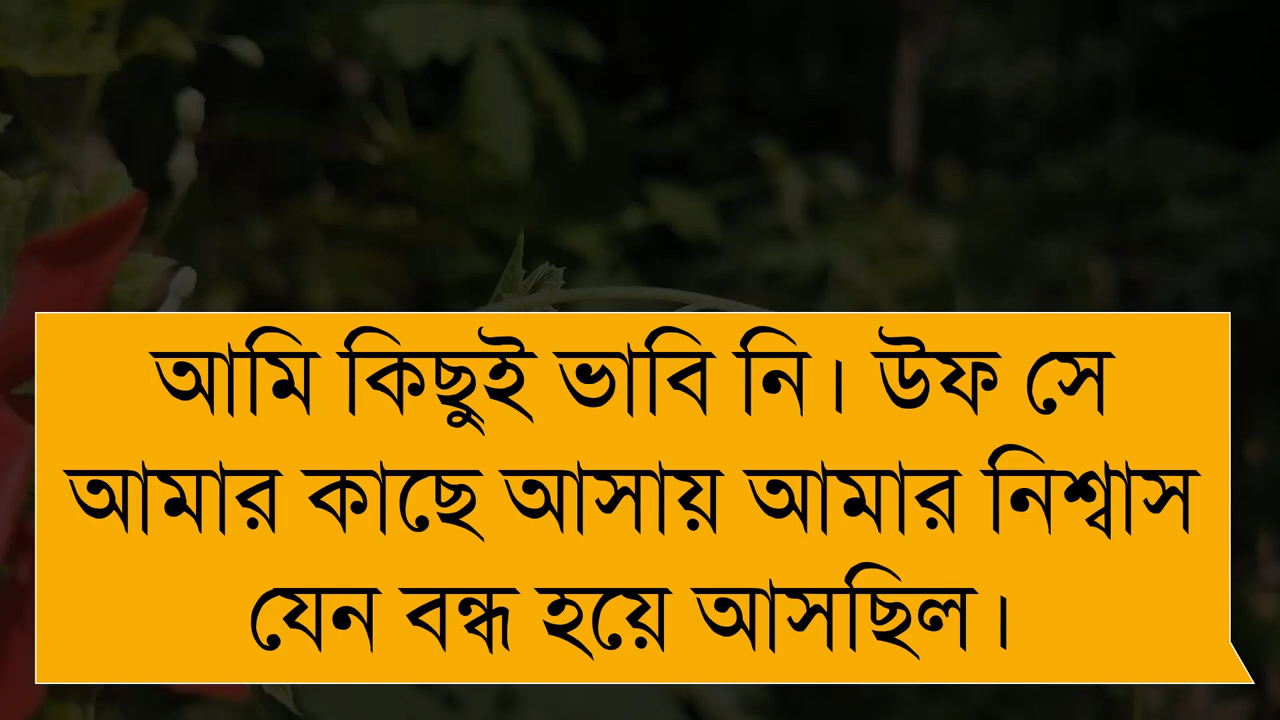 আমি কিছুই ভাবি নি। উফ সে
আমার কাছে আসায় আমার নিশ্বাস
যেন বন্ধ হয়ে আসছিল।